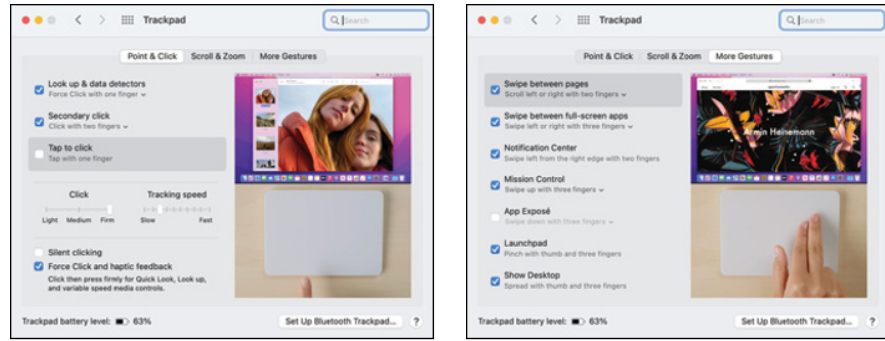 Trackpad
Search
Point & Click
Scroll & Zoom
More Gestures
Look up & data detectors
Force Click with one finger
Secondary click
Click with two fingers
Tap to click
Tap with one finger
Click
Tracking speed
Light
Medium
Firm
Slow
Fast
Silent clicking
Force Click and haptic feedback
Click then press firmly for Quick Look, Look up,
and variable speed media controls.
Trackpad battery level:
63%
Set Up Bluetooth Trackpad...
?
Trackpad
Search
Point & Click
Scroll & Zoom
More Gestures
Swipe between pages
Scroll left or right with two fingers
Swipe between full-screen apps
Swipe left or right with three fingers
Notification Center
Swipe left from the right edge with two fingers
Mission Control
Swipe up with three fingers
App Exposé
Swipe down with three fingers
Launchpad
Pinch with thumb and three fingers
Show Desktop
Spread with thumb and three fingers
Armin Heinemann
Trackpad battery level:
63%
Set Up Bluetooth Trackpad...
?